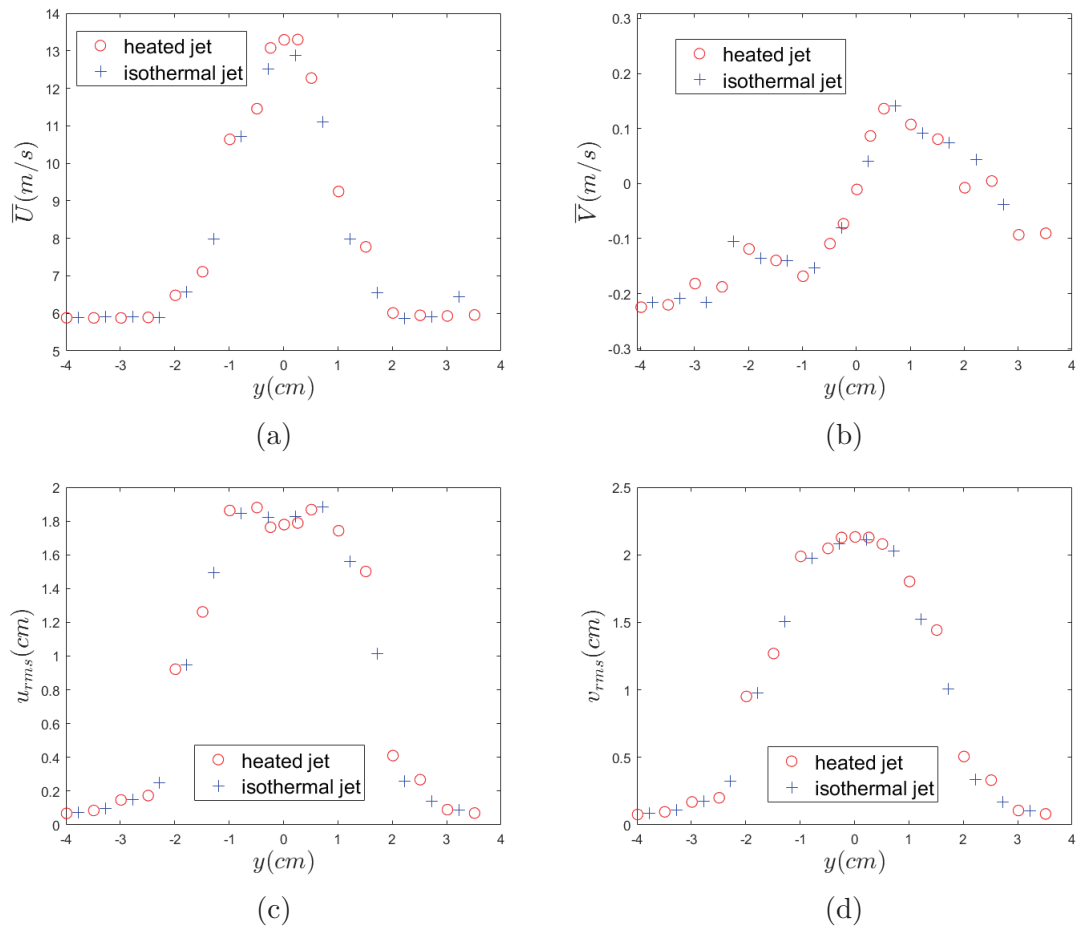 14
13
12
11
10
9
8
7
6
5
U̅(m/s)
heated jet
isothermal jet
-4 -3 -2 -1 0 1 2 3 4
y(cm)
(a)
0.3
0.2
0.1
0
-0.1
-0.2
-0.3
V̅(m/s)
heated jet
isothermal jet
-4 -3 -2 -1 0 1 2 3 4
y(cm)
(b)
2
1.8
1.6
1.4
1.2
1
0.8
0.6
0.4
0.2
0
u_{rms}(cm)
heated jet
isothermal jet
-4 -3 -2 -1 0 1 2 3 4
y(cm)
(c)
2.5
2
1.5
1
0.5
0
v_{rms}(cm)
heated jet
isothermal jet
-4 -3 -2 -1 0 1 2 3 4
y(cm)
(d)